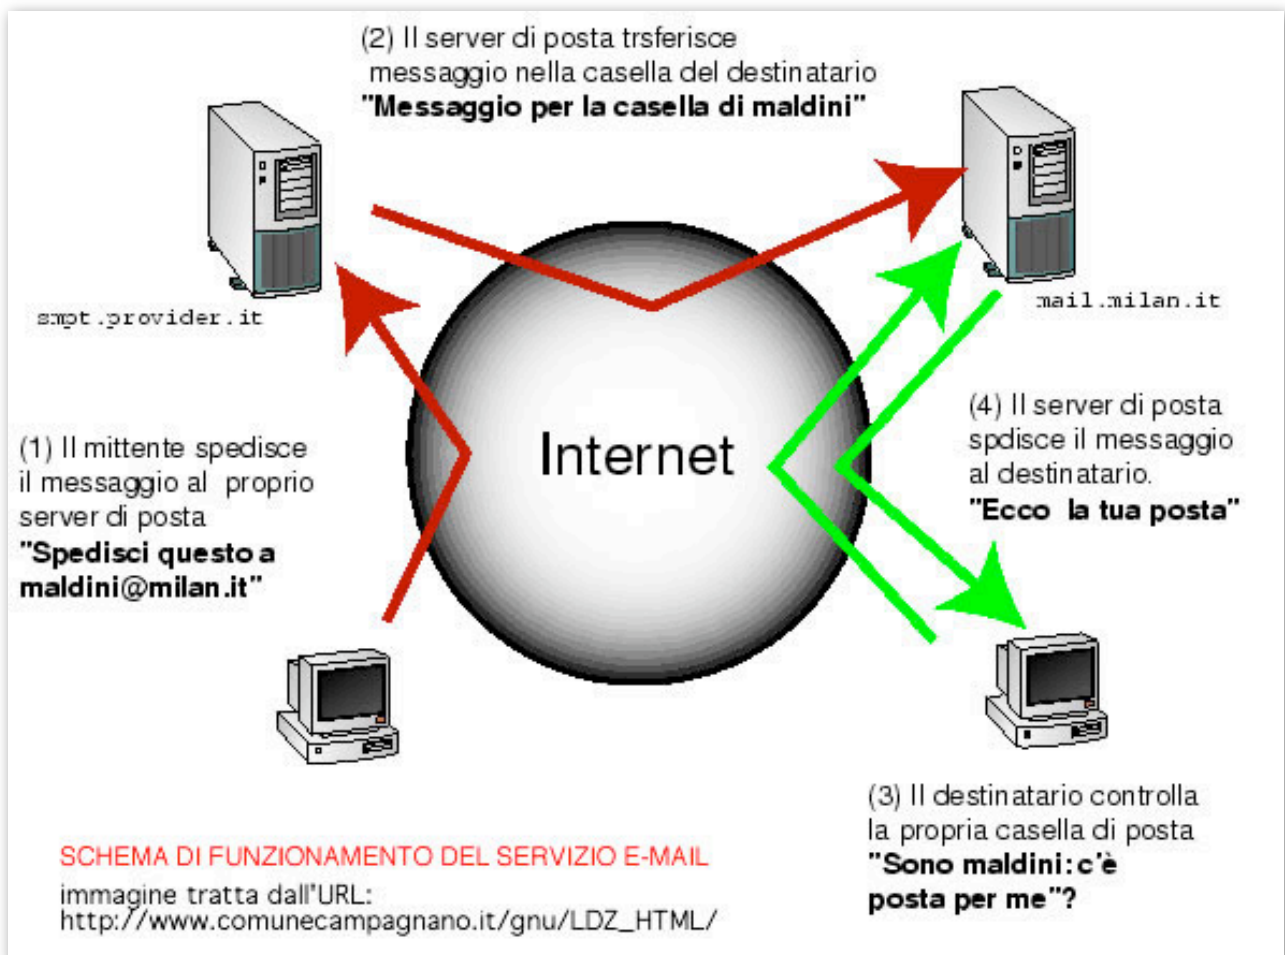 (2) Il server di posta trsferisce
messaggio nella casella del destinatario
"Messaggio per la casella di maldini"
smpt.provider.it
mail.milan.it
(1) Il mittente spedisce
il messaggio al proprio
server di posta
"Spedisci questo a
maldini@milan.it"
Internet
(4) Il server di posta
spdisce il messaggio
al destinatario.
"Ecco la tua posta"
(3) Il destinatario controlla
la propria casella di posta
"Sono maldini: c'è
posta per me"?
SCHEMA DI FUNZIONAMENTO DEL SERVIZIO E-MAIL
immagine tratta dall'URL:
http://www.comunecampagnano.it/gnu/LDZ_HTML/